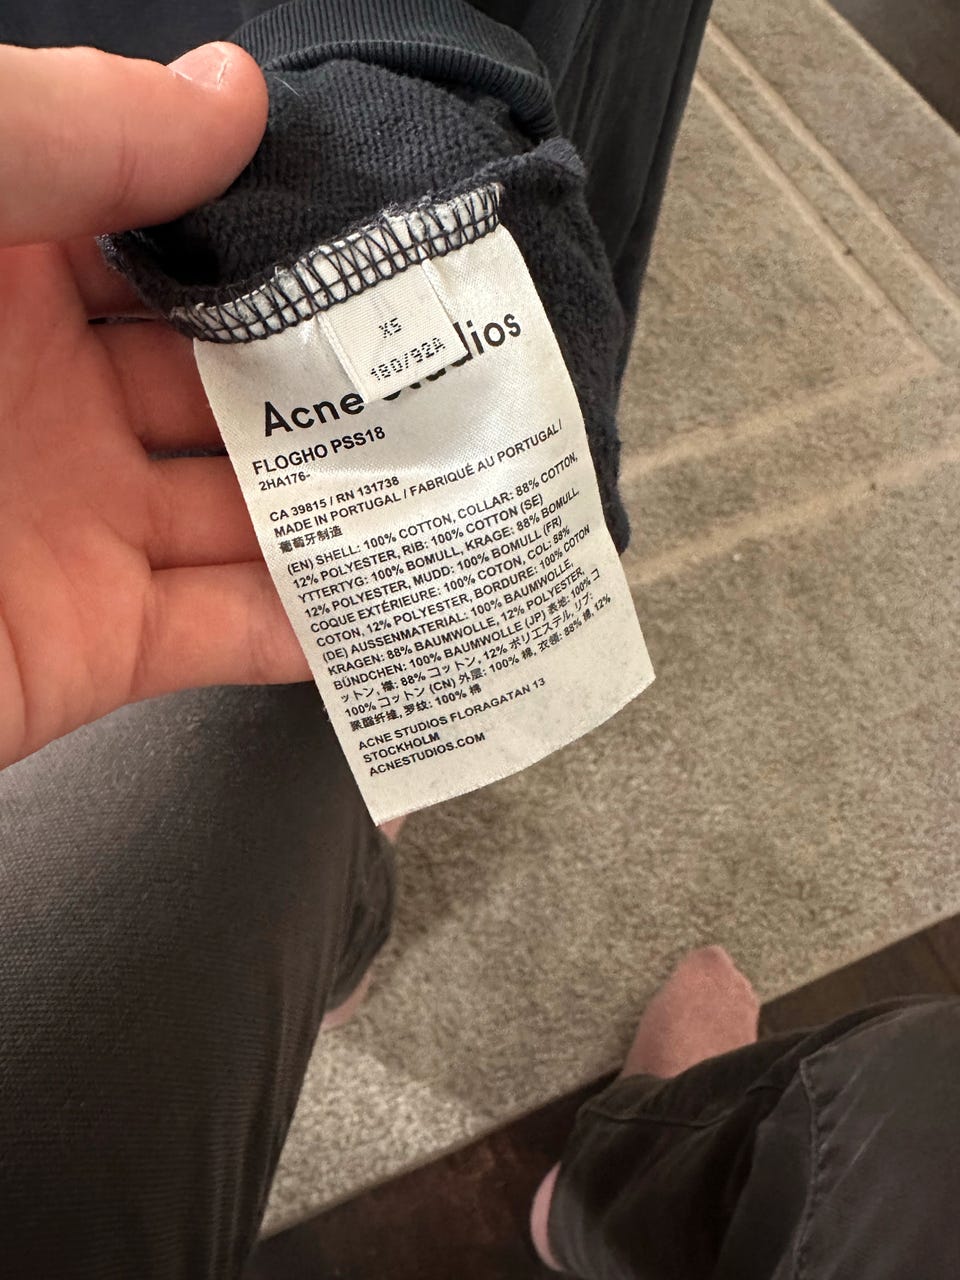 XS
180/92A
Acne Studios
FLOGHO PSS18
2HA176-
CA 39815 / RN 131738
MADE IN PORTUGAL / FABRIQUÉ AU PORTUGAL/
葡萄牙制造
(EN) SHELL: 100% COTTON, COLLAR: 88% COTTON,
12% POLYESTER, RIB: 100% COTTON (SE)
YTTERTYG: 100% BOMULL, KRAGE: 88% BOMULL,
12% POLYESTER, MUDD: 100% BOMULL (FR)
COQUE EXTÉRIEURE: 100% COTON, COL: 88%
COTON, 12% POLYESTER, BORDURE: 100% COTON
(DE) AUSSENMATERIAL: 100% BAUMWOLLE,
KRAGEN: 88% BAUMWOLLE, 12% POLYESTER,
BÜNDCHEN: 100% BAUMWOLLE (JP) 表地: 100% コ
ットン, 襟: 88% コットン, 12% ポリエステル, リブ:
100% コットン (CN) 外层: 100% 棉, 衣领: 88% 棉, 12%
聚酯纤维, 罗纹: 100% 棉
ACNE STUDIOS FLORAGATAN 13
STOCKHOLM
ACNESTUDIOS.COM